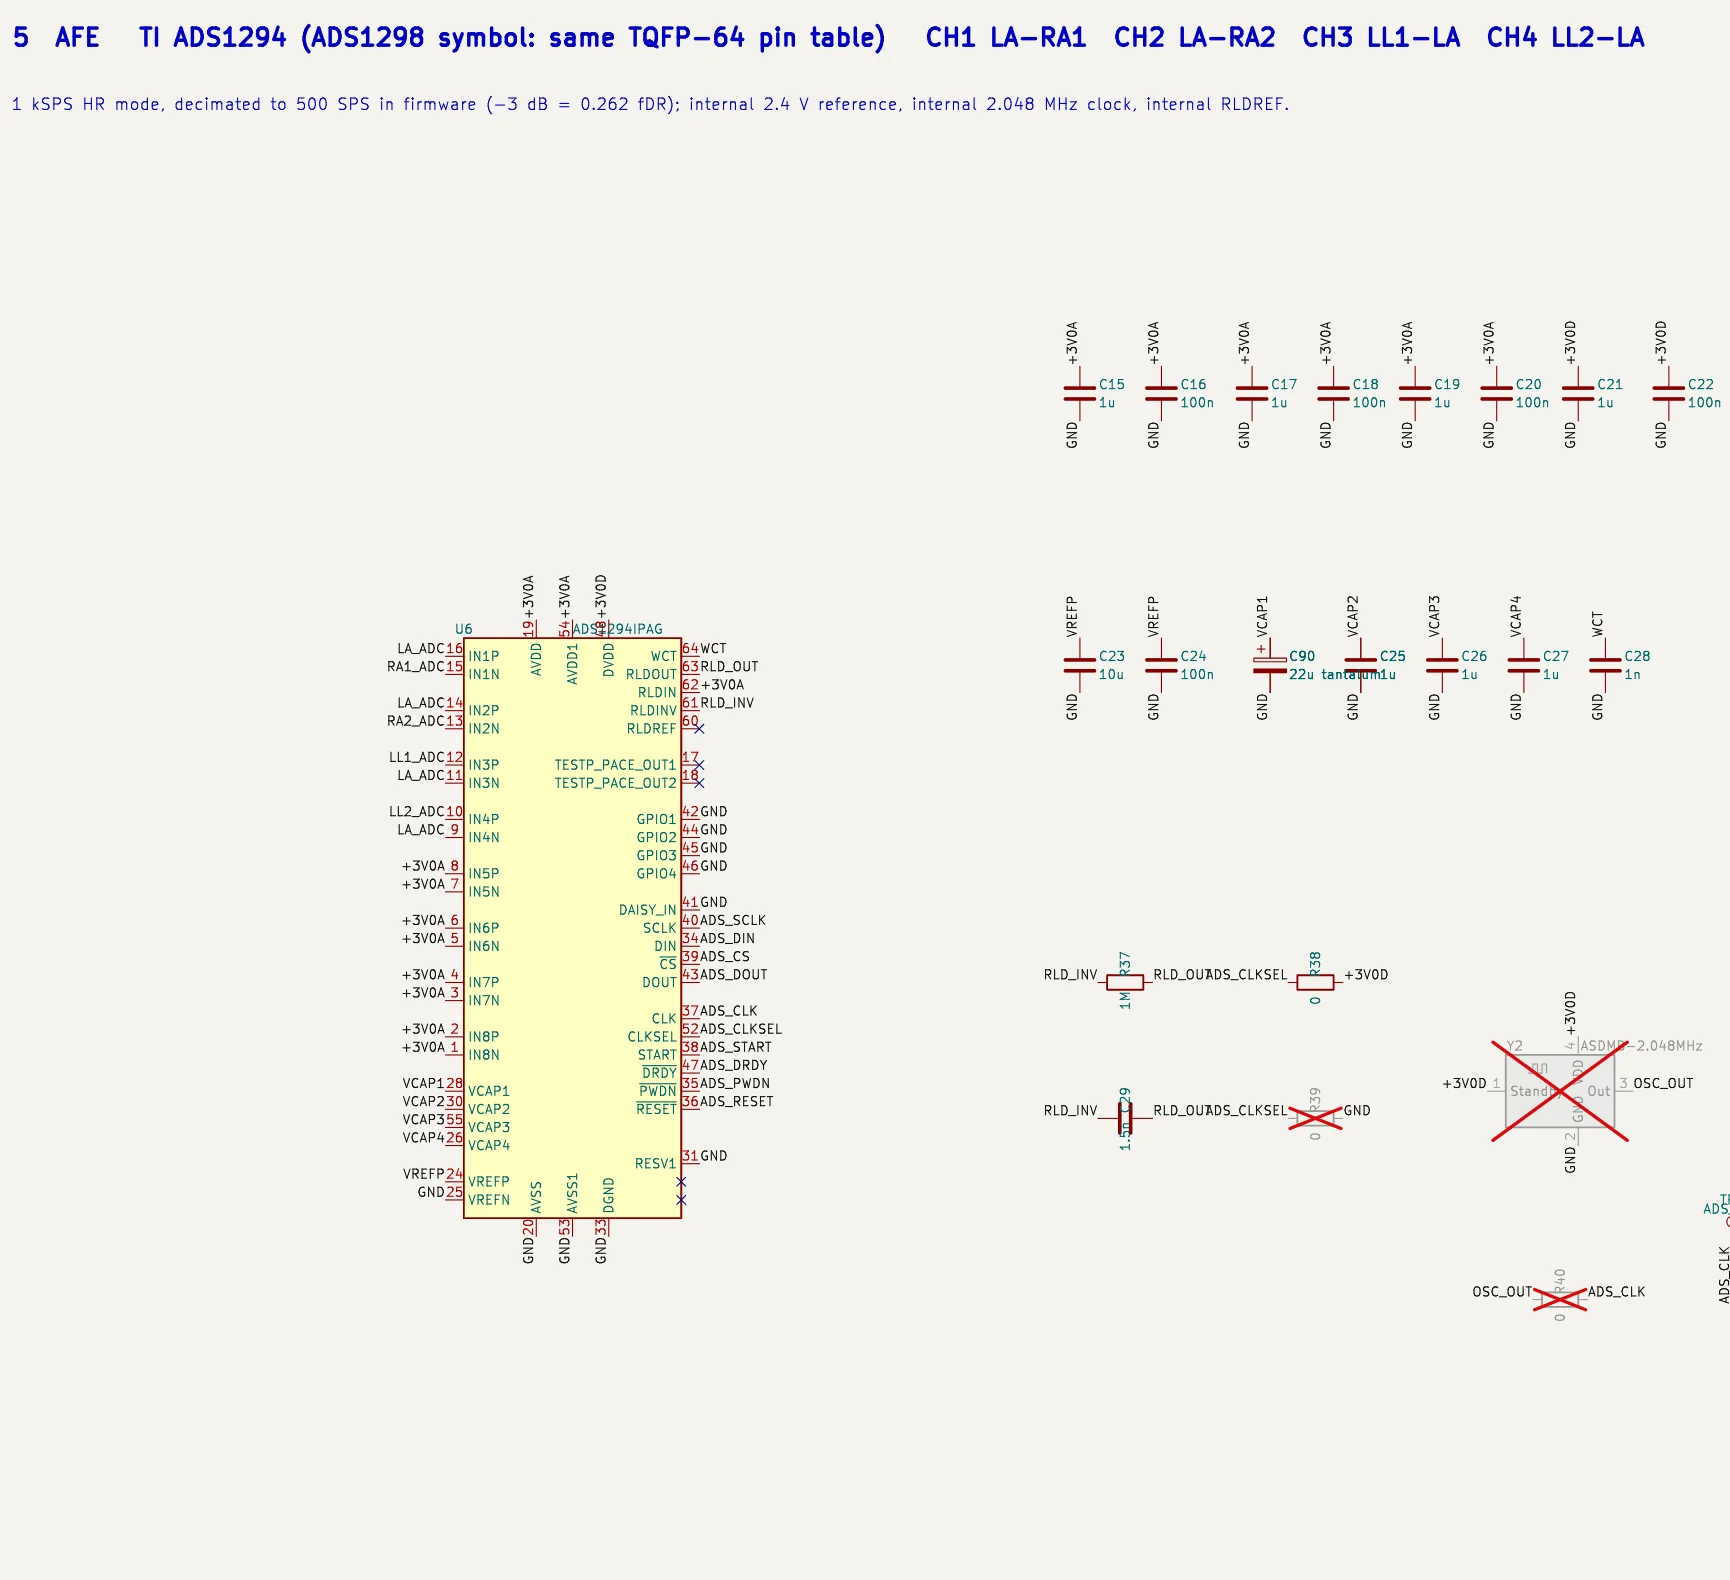 5 AFE TI ADS1294 (ADS1298 symbol: same TQFP-64 pin table) CH1 LA-RA1 CH2 LA-RA2 CH3 LL1-LA CH4 LL2-LA
1 kSPS HR mode, decimated to 500 SPS in firmware (-3 dB = 0.262 fDR); internal 2.4 V reference, internal 2.048 MHz clock, internal RLDREF.
+3V0A +3V0A +3V0A +3V0A +3V0A +3V0A +3V0D +3V0D
C15 C16 C17 C18 C19 C20 C21 C22
1u 100n 1u 100n 1u 100n 1u 100n
GND GND GND GND GND GND GND GND
VREFP VREFP VCAP1 VCAP2 VCAP3 VCAP4 WCT
+
C23 C24 C90 C25 C26 C27 C28
10u 100n 22u tantalum 1u 1u 1u 1n
GND GND GND GND GND GND GND
+3V0A +3V0A +3V0D
19 54 48
U6 ADS1294IPAG
AVDD AVDD1 DVDD
LA_ADC 16 IN1P
RA1_ADC 15 IN1N
LA_ADC 14 IN2P
RA2_ADC 13 IN2N
LL1_ADC 12 IN3P
LA_ADC 11 IN3N
LL2_ADC 10 IN4P
LA_ADC 9 IN4N
+3V0A 8 IN5P
+3V0A 7 IN5N
+3V0A 6 IN6P
+3V0A 5 IN6N
+3V0A 4 IN7P
+3V0A 3 IN7N
+3V0A 2 IN8P
+3V0A 1 IN8N
VCAP1 28 VCAP1
VCAP2 30 VCAP2
VCAP3 55 VCAP3
VCAP4 26 VCAP4
VREFP 24 VREFP
GND 25 VREFN
WCT 64 WCT
RLDOUT 63 RLD_OUT
RLDIN 62 +3V0A
RLDINV 61 RLD_INV
RLDREF 60
TESTP_PACE_OUT1 17
TESTP_PACE_OUT2 18
GPIO1 42 GND
GPIO2 44 GND
GPIO3 45 GND
GPIO4 46 GND
DAISY_IN 41 GND
SCLK 40 ADS_SCLK
DIN 34 ADS_DIN
CS 39 ADS_CS
DOUT 43 ADS_DOUT
CLK 37 ADS_CLK
CLKSEL 52 ADS_CLKSEL
START 38 ADS_START
DRDY 47 ADS_DRDY
PWDN 35 ADS_PWDN
RESET 36 ADS_RESET
RESV1 31 GND
AVSS AVSS1 DGND
20 53 33
GND GND GND
RLD_INV R37 1M RLD_OUT
ADS_CLKSEL R38 0 +3V0D
RLD_INV C29 1.5n RLD_OUT
ADS_CLKSEL R39 0 GND
+3V0D
4
Y2 ASDMB-2.048MHz
+3V0D 1 Standby VDD GND Out 3 OSC_OUT
2
GND
OSC_OUT R40 0 ADS_CLK
ADS_CLK